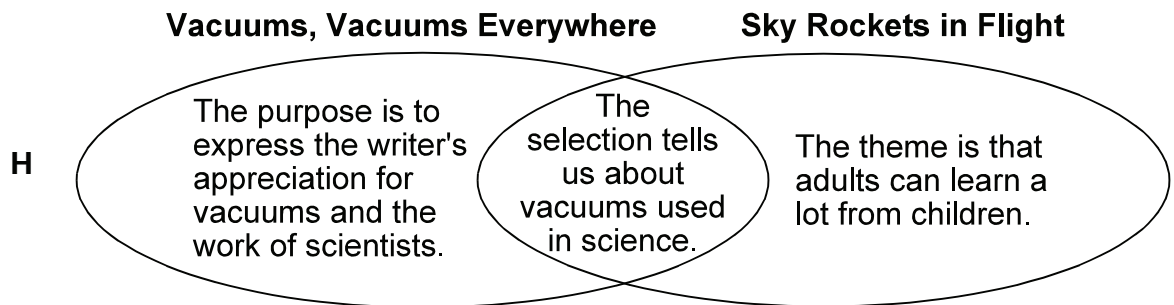 Vacuums, Vacuums Everywhere
Sky Rockets in Flight
H
The purpose is to
express the writer's
appreciation for
vacuums and the
work of scientists.
The
selection tells
us about
vacuums used
in science.
The theme is that
adults can learn a
lot from children.